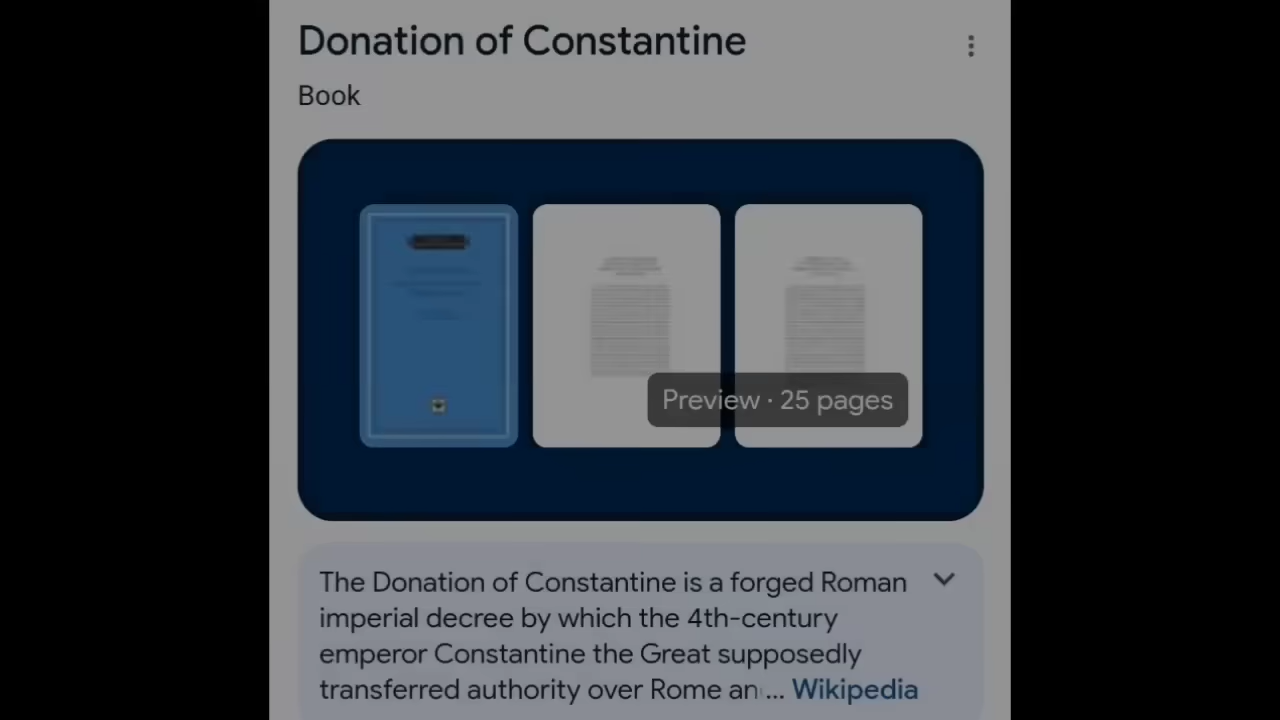 Donation of Constantine
Book
Preview · 25 pages
The Donation of Constantine is a forged Roman
imperial decree by which the 4th-century
emperor Constantine the Great supposedly
transferred authority over Rome an ... Wikipedia